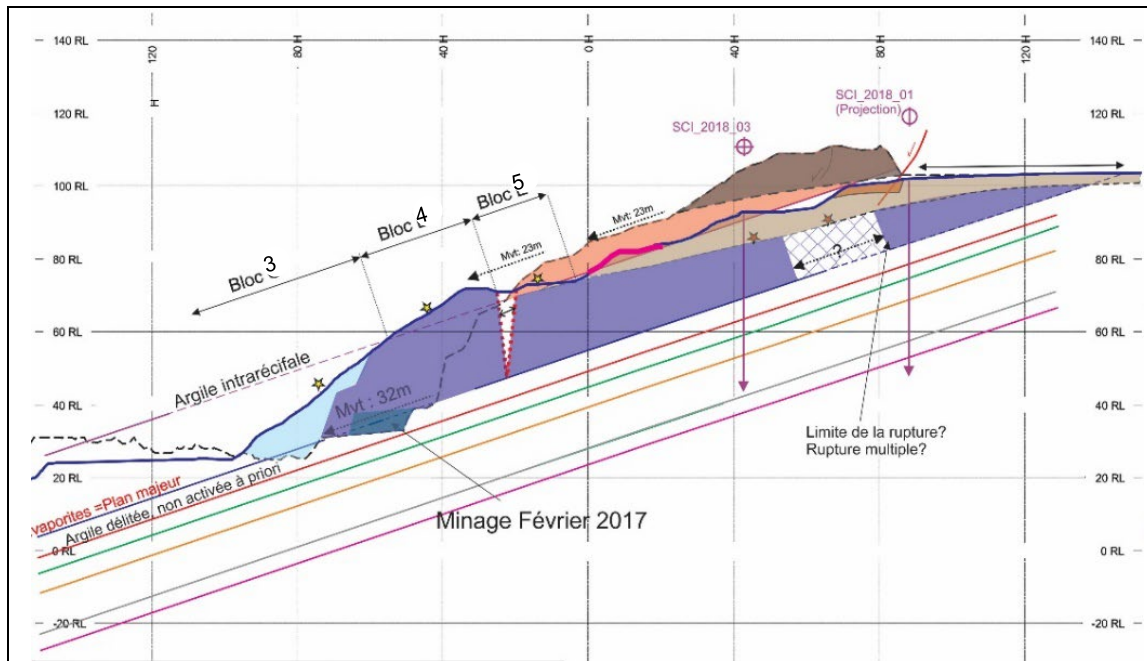 140 RL
120
H
80 H
40 H
0 H
40 H
80 H
120 H
140 RL
SCI_2018_01
(Projection)
120 RL
SCI_2018_03
120 RL
100 RL
100 RL
Bloc 5
Mvt: 23m
Bloc 4
Mvt: 23m
Bloc 3
80 RL
?
80 RL
60 RL
60 RL
Argile intrarécifale
Mvt : 32m
40 RL
40 RL
Limite de la rupture?
Rupture multiple?
20 RL
20 RL
vaporites =Plan majeur
Argile délitée, non activée à priori
Minage Février 2017
0 RL
0 RL
-20 RL
-20 RL